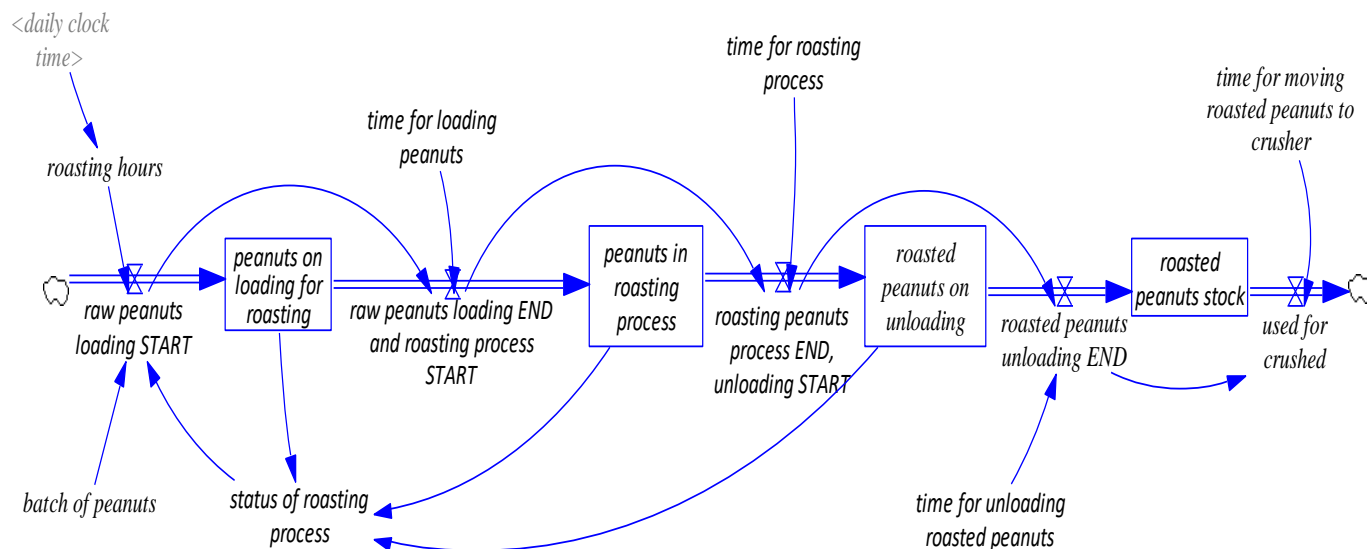 <daily clock
time>
roasting hours
raw peanuts
loading START
batch of peanuts
peanuts on
loading for
roasting
status of roasting
process
time for loading
peanuts
raw peanuts loading END
and roasting process
START
peanuts in
roasting
process
time for roasting
process
roasting peanuts
process END,
unloading START
roasted
peanuts on
unloading
roasted peanuts
unloading END
time for unloading
roasted peanuts
roasted
peanuts stock
time for moving
roasted peanuts to
crusher
used for
crushed